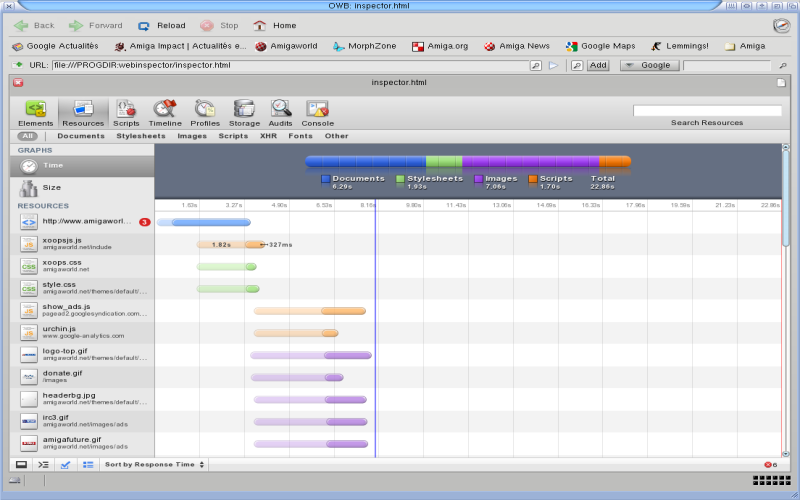 OWB: inspector.html
Back Forward Reload Stop Home
Google Actualités Amiga Impact | Actualités e... Amigaworld MorphZone Amiga.org Amiga News Google Maps Lemmings! Amiga
URL: file:///PROGDIR:webinspector/inspector.html Add Google
inspector.html
Elements Resources Scripts Timeline Profiles Storage Audits Console
Search Resources
All Documents Stylesheets Images Scripts XHR Fonts Other
GRAPHS
Time
Size
Documents 6.29s
Stylesheets 1.93s
Images 7.06s
Scripts 1.70s
Total 22.86s
RESOURCES
1.63s 3.27s 4.90s 6.53s 8.16s 9.80s 11.43s 13.06s 14.69s 16.33s 17.96s 19.59s 21.23s 22.86s
http://www.amigaworl... 3
xoopsjs.js
amigaworld.net/include
1.82s 327ms
xoops.css
amigaworld.net
style.css
amigaworld.net/themes/default/...
show_ads.js
pagead2.googlesyndication.com...
urchin.js
www.google-analytics.com
logo-top.gif
amigaworld.net/themes/default/...
donate.gif
/images
headerbg.jpg
amigaworld.net/themes/default/...
irc3.gif
amigaworld.net/images/ads
amigafuture.gif
amigaworld.net/images/ads
Sort by Response Time
6